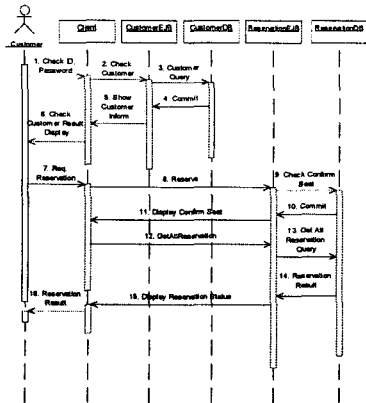 Customer
Client
CustomerEJB
CustomerDB
ReservationEJB
ReservationDB
1. Check ID,
Password
2. Check
Customer
3. Customer
Query
4. Commit
5. Show
Customer
Inform
6. Check
Customer Result
Display
7. Req.
Reservation
8. Reserve
9. Check Confirm
Seat
10. Commit
11. Display Confirm Seat
12. GetAllReservation
13. Get All
Reservation
Query
14. Reservation
Result
15. Display Reservation Status
16. Reservation
Result